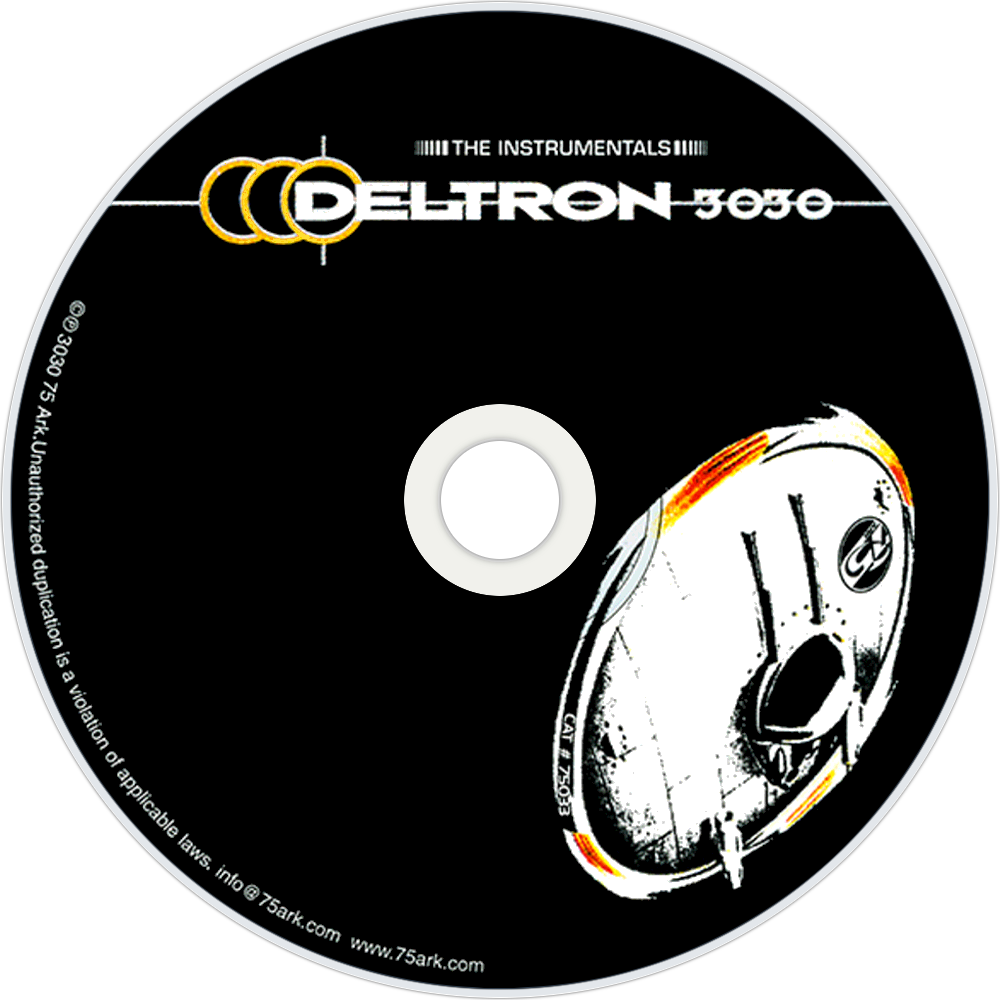 THE INSTRUMENTALS
DELTRON 3030
©℗ 3030 75 Ark. Unauthorized duplication is a violation of applicable laws. info@75ark.com www.75ark.com
CAT # 75033